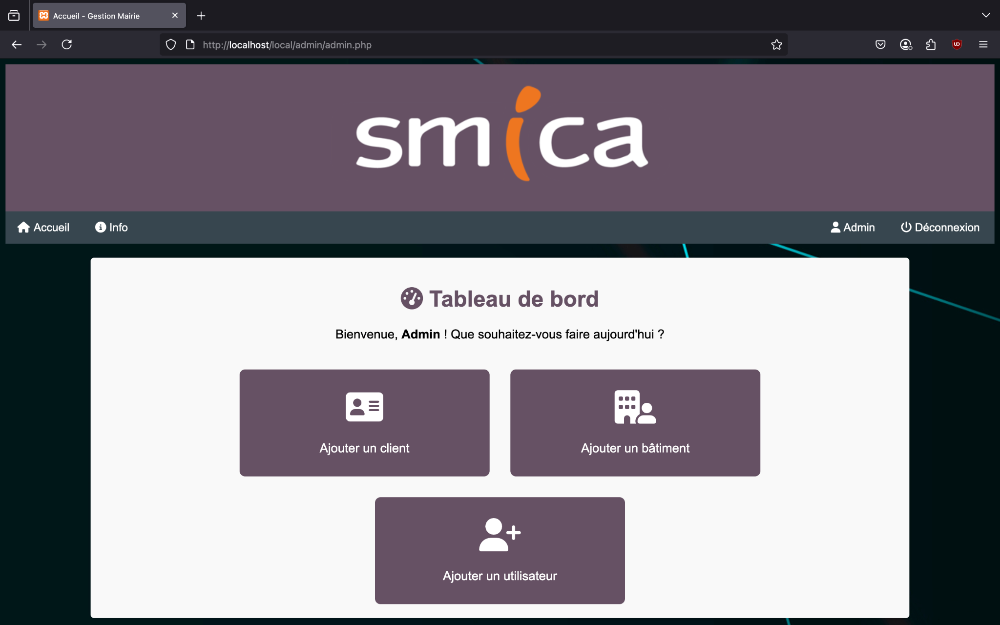 Accueil - Gestion Mairie
http://localhost/local/admin/admin.php
smica
Accueil
Info
Admin
Déconnexion
Tableau de bord
Bienvenue, Admin ! Que souhaitez-vous faire aujourd'hui ?
Ajouter un client
Ajouter un bâtiment
Ajouter un utilisateur